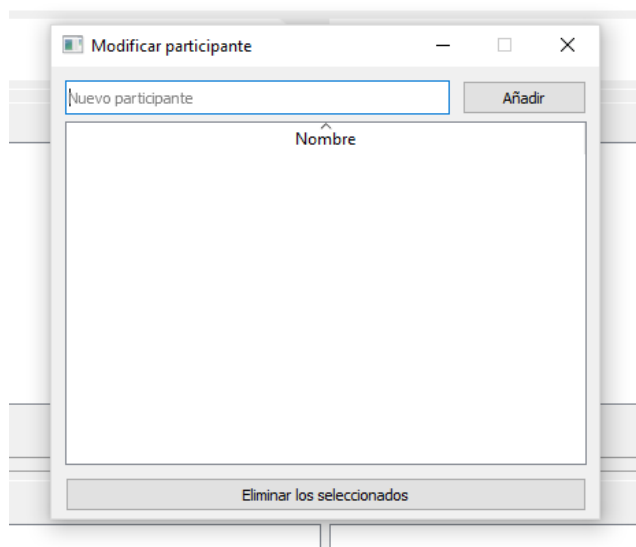 Modificar participante
Nuevo participante
Añadir
Nombre
Eliminar los seleccionados